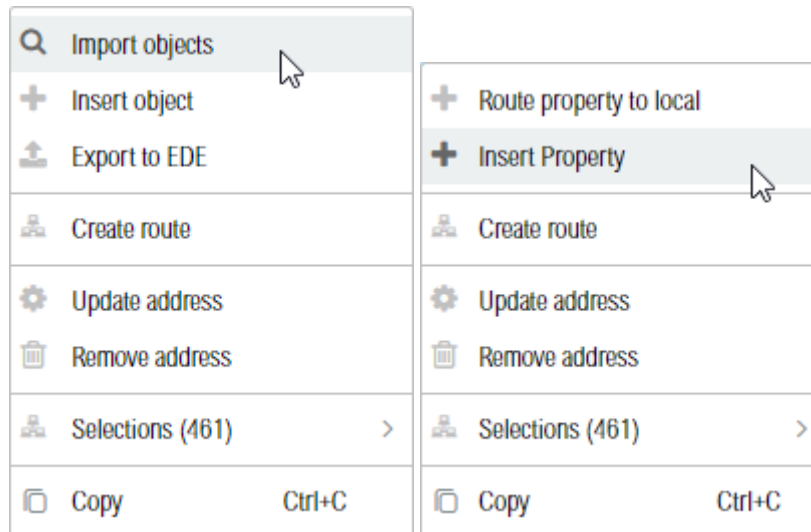 Import objects
Insert object
Export to EDE
Create route
Update address
Remove address
Selections (461)
Copy Ctrl+C
Route property to local
Insert Property
Create route
Update address
Remove address
Selections (461)
Copy Ctrl+C